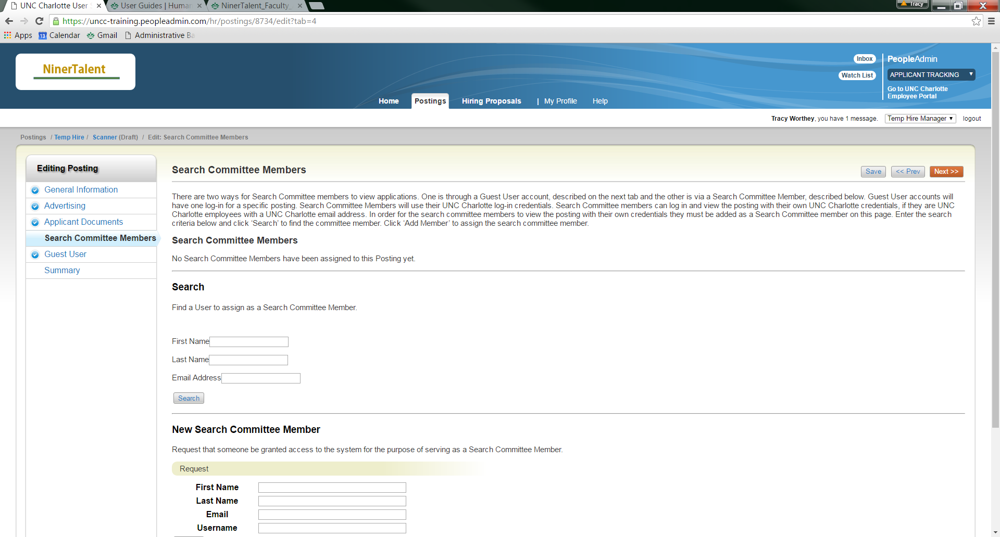 UNC Charlotte User
User Guides | Human
NinerTalent_Faculty_
Tracy
https://uncc-training.peopleadmin.com/hr/postings/8734/edit?tab=4
Apps
13
Calendar
Gmail
Administrative Ba
NinerTalent
Inbox
Watch List
PeopleAdmin
APPLICANT TRACKING
Go to UNC Charlotte
Employee Portal
Home Postings Hiring Proposals | My Profile Help
Tracy Worthey, you have 1 message. Temp Hire Manager logout
Postings / Temp Hire / Scanner (Draft) / Edit: Search Committee Members
Editing Posting
General Information
Advertising
Applicant Documents
Search Committee Members
Guest User
Summary
Search Committee Members
Save << Prev Next >>
There are two ways for Search Committee members to view applications. One is through a Guest User account, described on the next tab and the other is via a Search Committee Member, described below. Guest User accounts will
have one log-in for a specific posting. Search Committee Members will use their UNC Charlotte log-in credentials. Search Committee members can log in and view the posting with their own UNC Charlotte credentials, if they are UNC
Charlotte employees with a UNC Charlotte email address. In order for the search committee members to view the posting with their own credentials they must be added as a Search Committee member on this page. Enter the search
criteria below and click ‘Search’ to find the committee member. Click ‘Add Member’ to assign the search committee member.
Search Committee Members
No Search Committee Members have been assigned to this Posting yet.
Search
Find a User to assign as a Search Committee Member.
First Name
Last Name
Email Address
Search
New Search Committee Member
Request that someone be granted access to the system for the purpose of serving as a Search Committee Member.
Request
First Name
Last Name
Email
Username